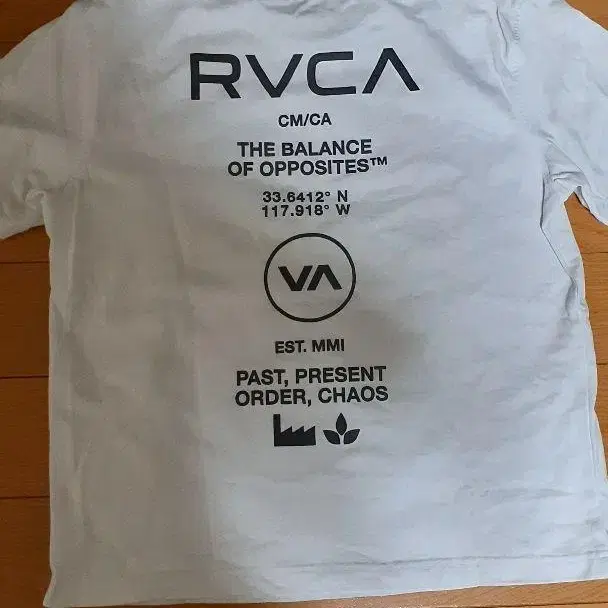 RVCA
CM/CA
THE BALANCE
OF OPPOSITES™
33.6412° N
117.918° W
VA
EST. MMI
PAST, PRESENT
ORDER, CHAOS